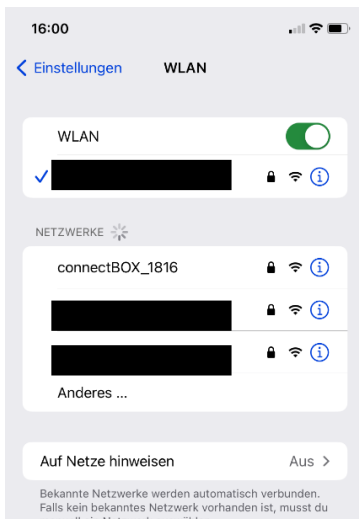 16:00
Einstellungen WLAN
WLAN
NETZWERKE
connectBOX_1816
Anderes ...
Auf Netze hinweisen Aus
Bekannte Netzwerke werden automatisch verbunden.
Falls kein bekanntes Netzwerk vorhanden ist, musst du